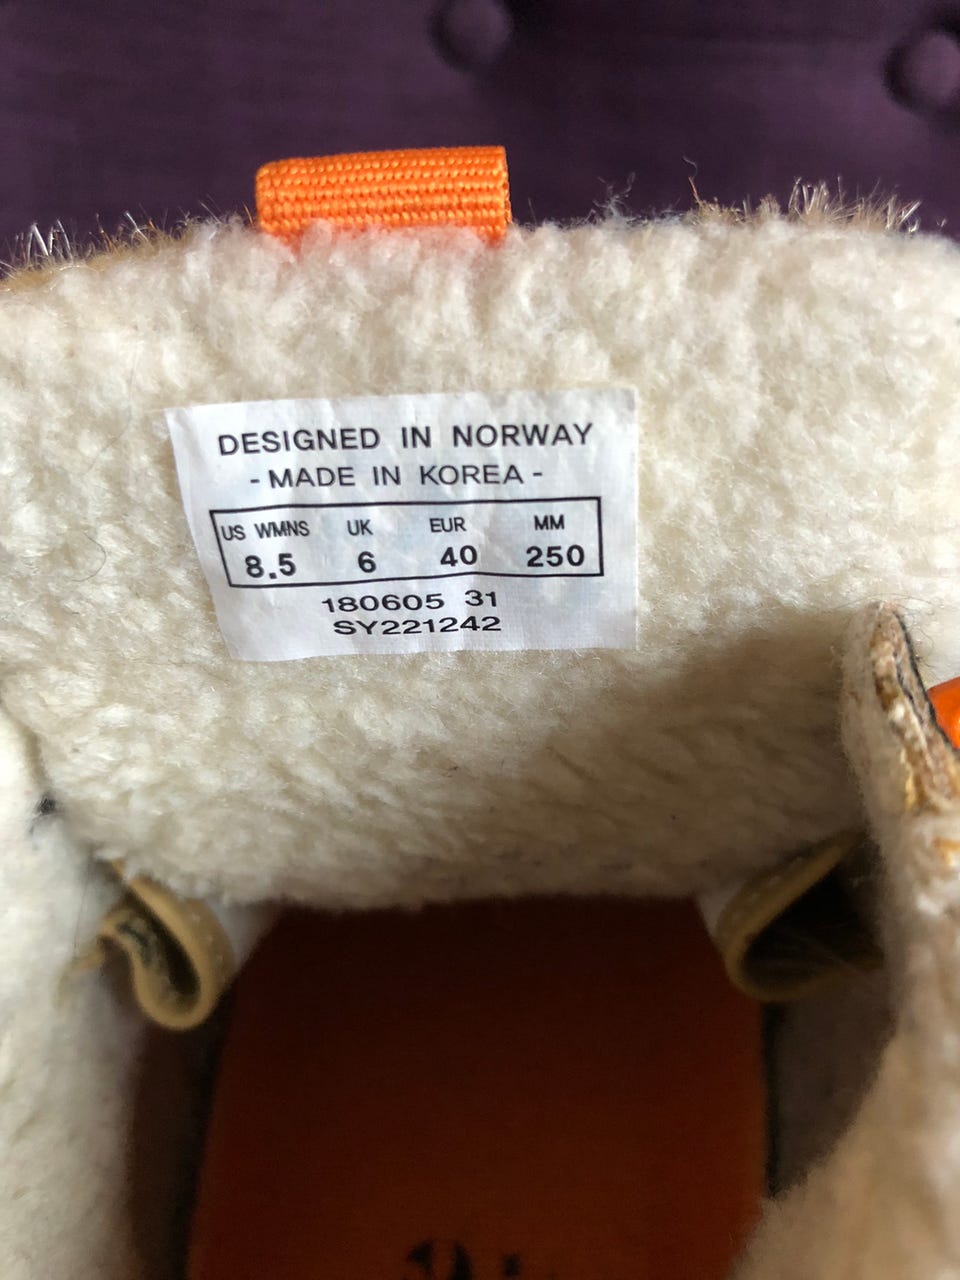 DESIGNED IN NORWAY
- MADE IN KOREA -
US WMNS UK EUR MM
8.5 6 40 250
180605 31
SY221242